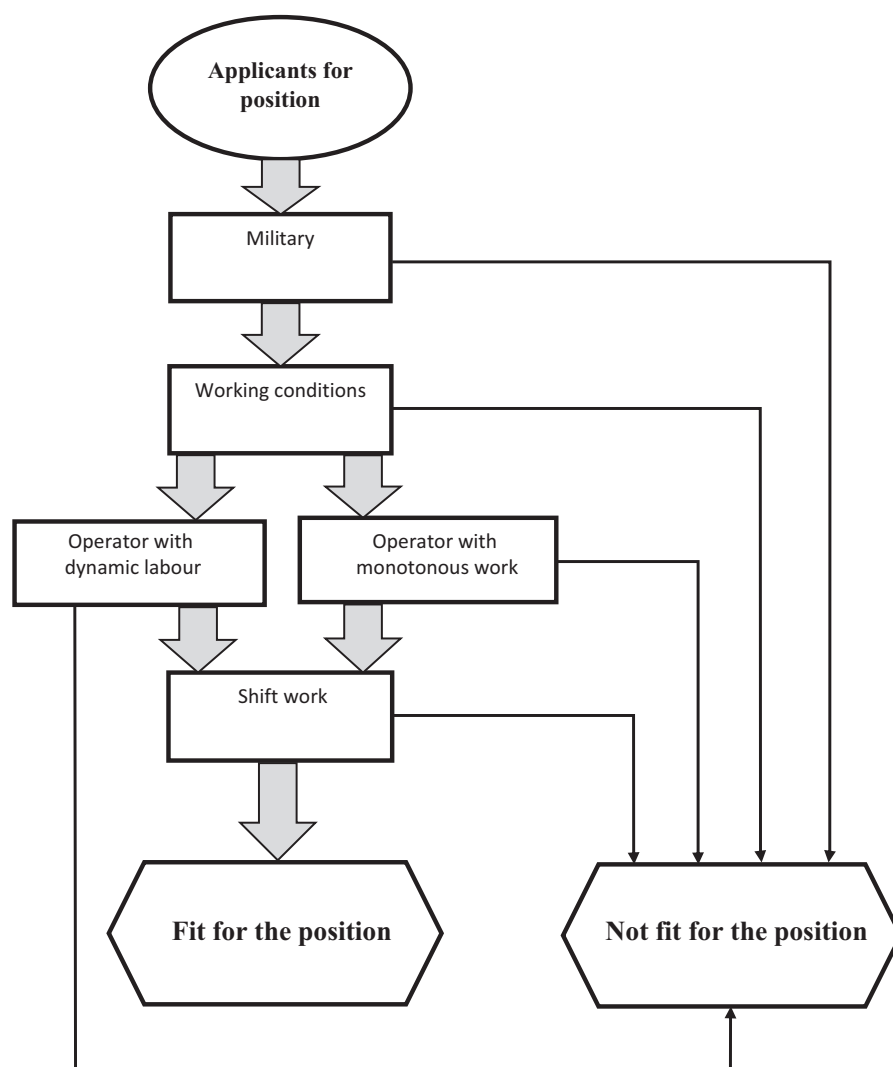 Applicants for
position
Military
Working conditions
Operator with
dynamic labour
Operator with
monotonous work
Shift work
Fit for the position
Not fit for the position